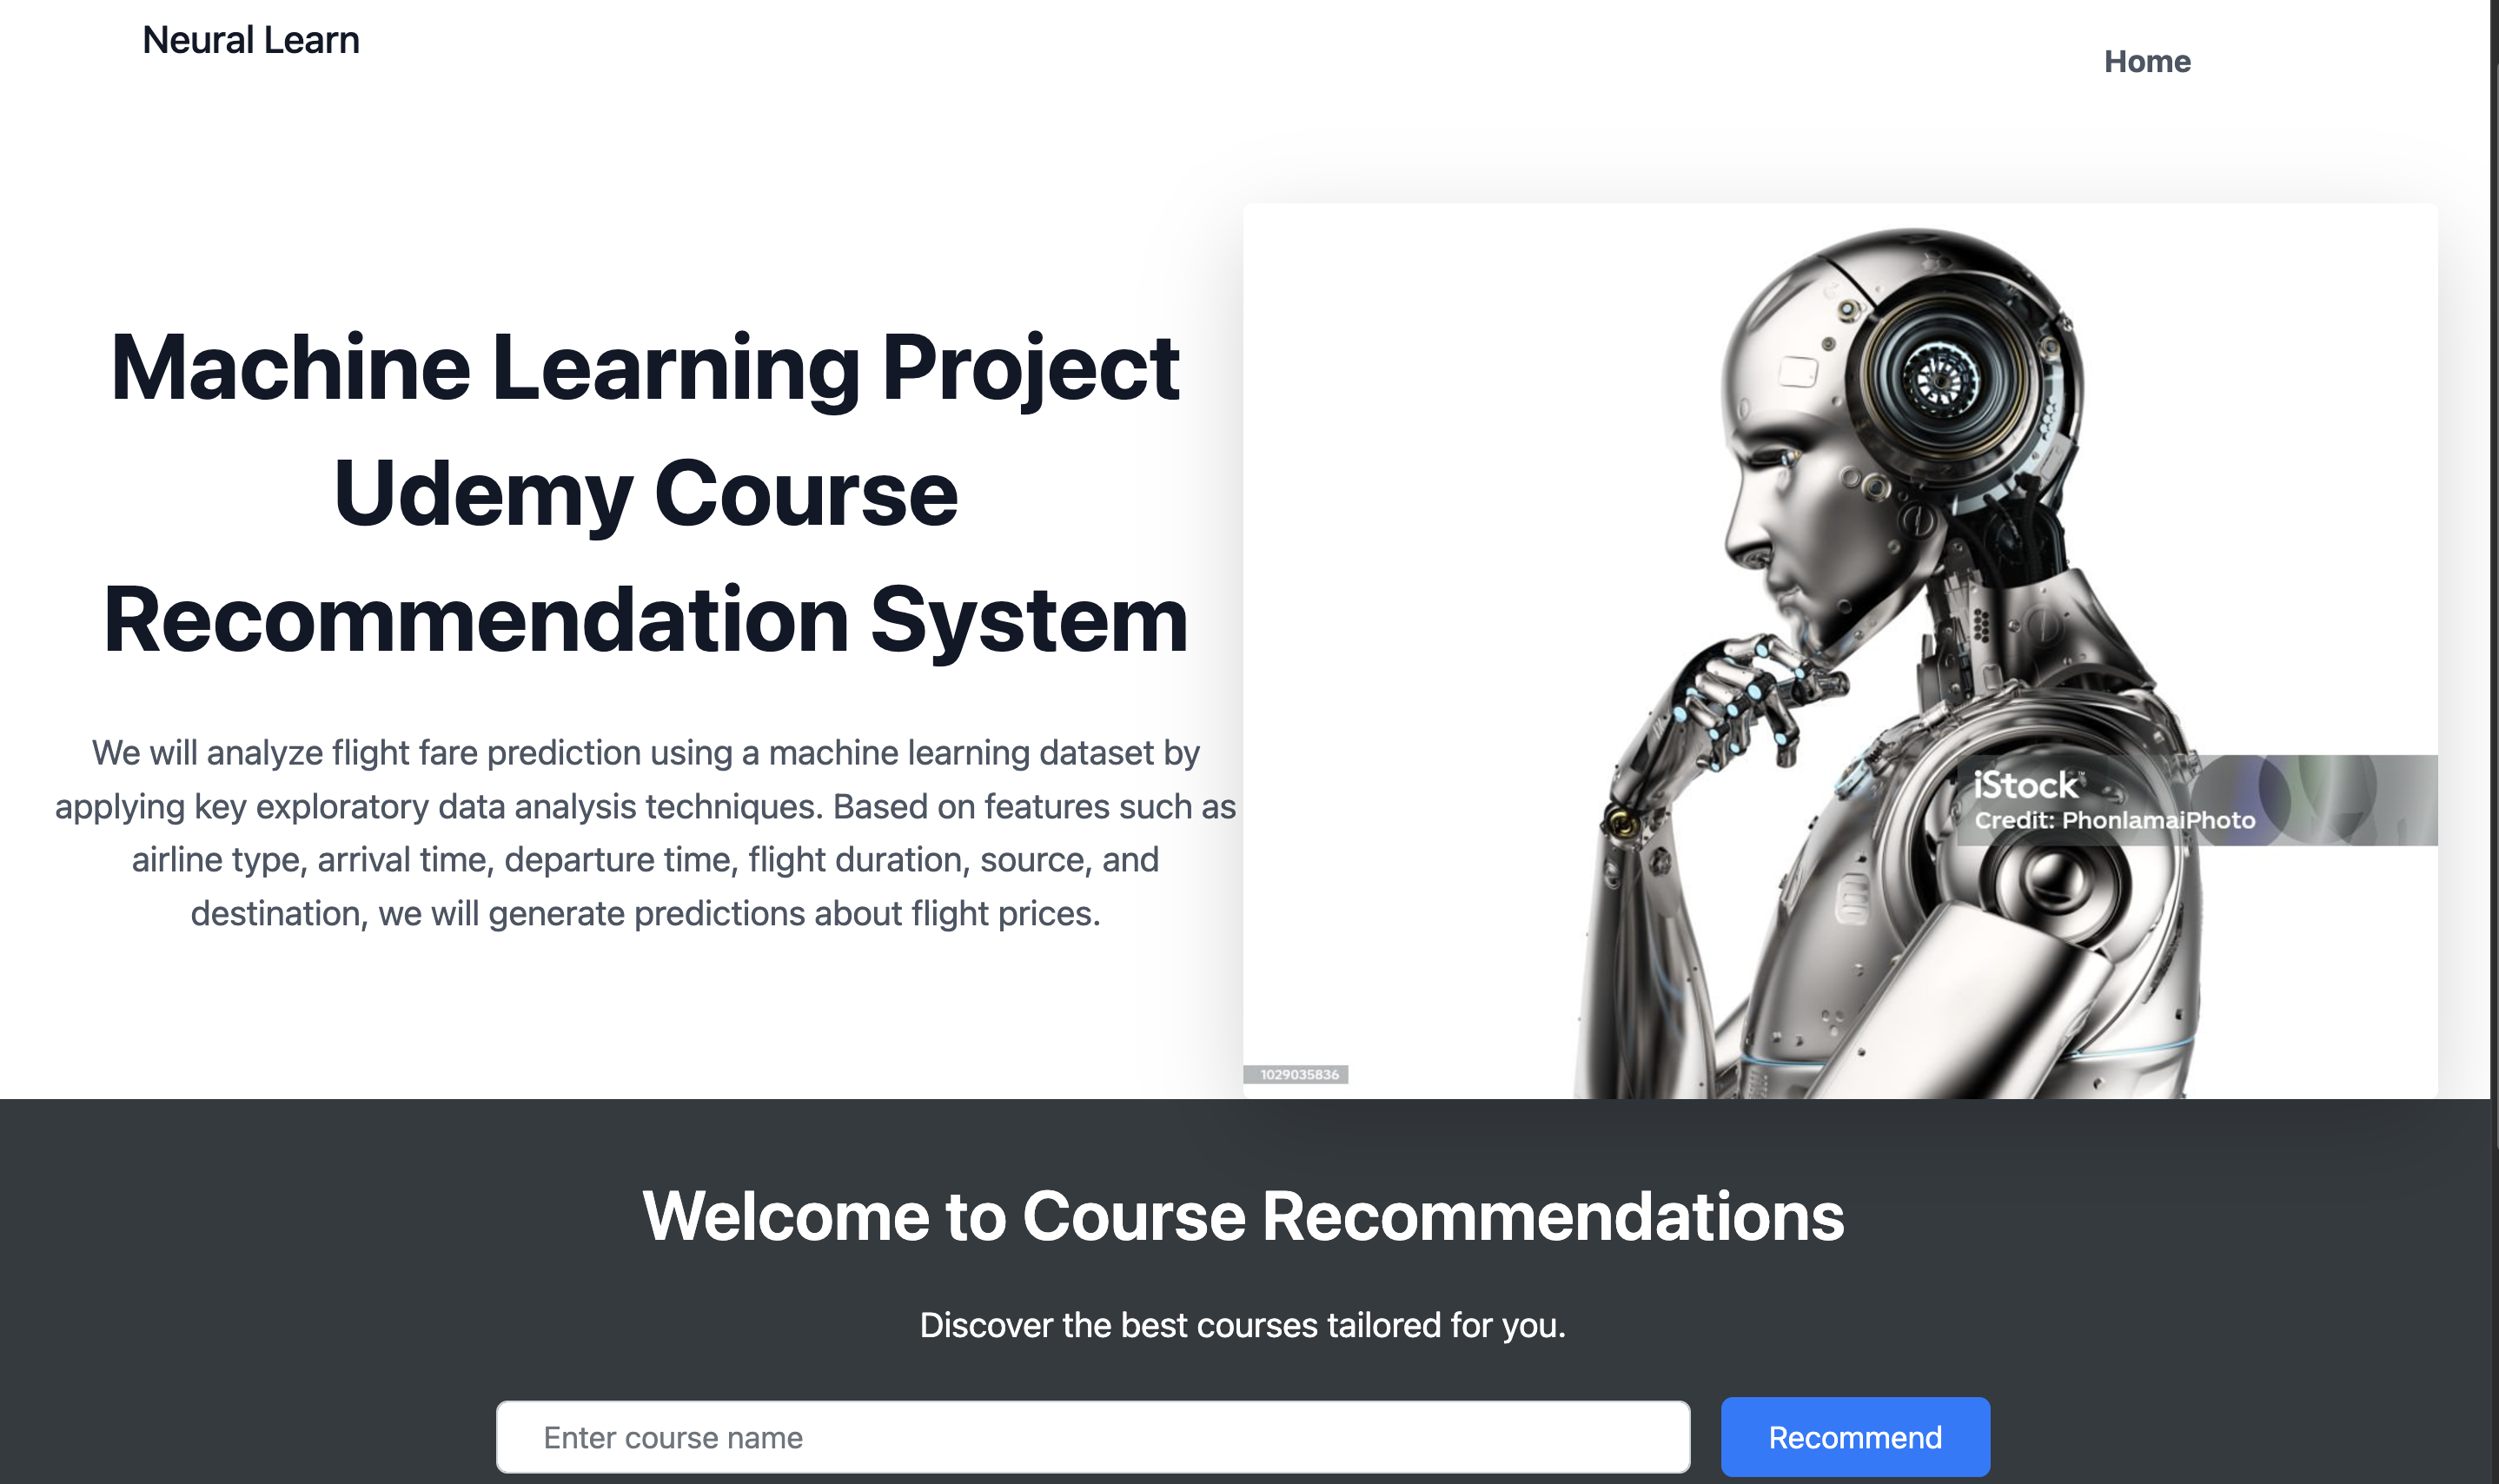 Neural Learn
Home
Machine Learning Project
Udemy Course
Recommendation System
We will analyze flight fare prediction using a machine learning dataset by
applying key exploratory data analysis techniques. Based on features such as
airline type, arrival time, departure time, flight duration, source, and
destination, we will generate predictions about flight prices.
iStock™
Credit: PhonlamaiPhoto
1029035836
Welcome to Course Recommendations
Discover the best courses tailored for you.
Enter course name
Recommend